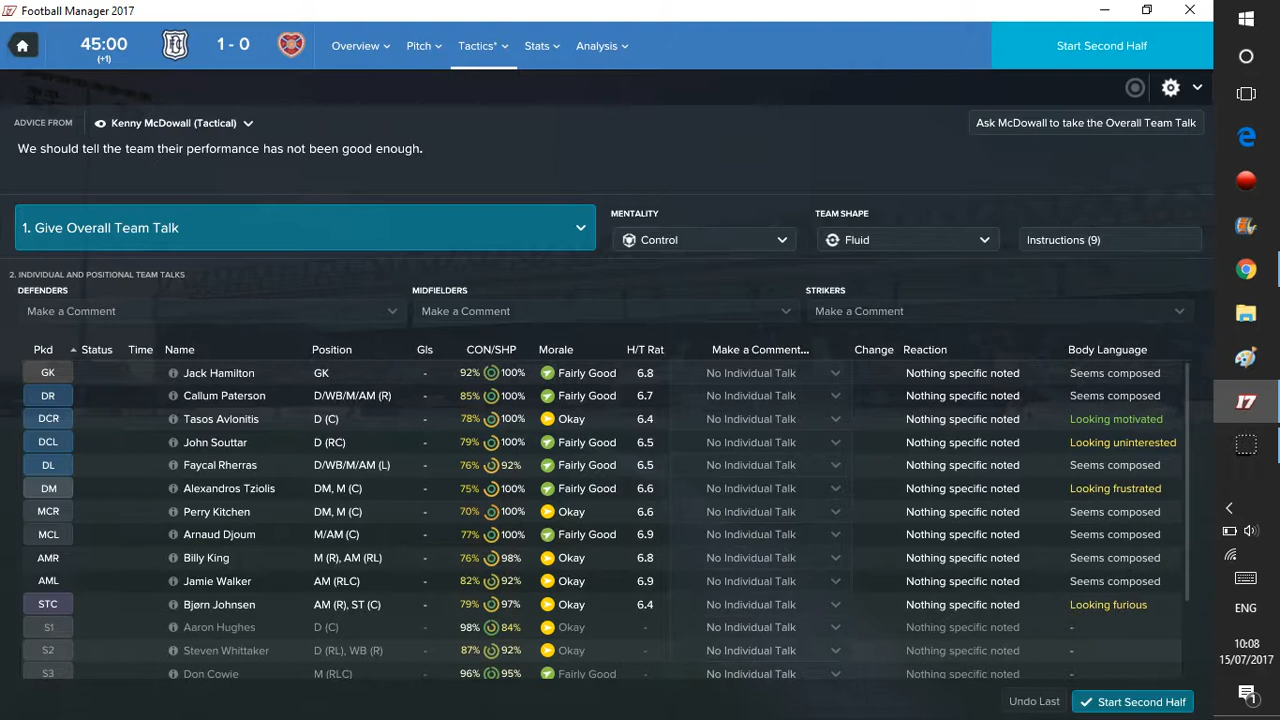 Football Manager 2017
45:00
(+1)
1 - 0
Overview
Pitch
Tactics*
Stats
Analysis
Start Second Half
ADVICE FROM
Kenny McDowall (Tactical)
Ask McDowall to take the Overall Team Talk
We should tell the team their performance has not been good enough.
1. Give Overall Team Talk
MENTALITY
Control
TEAM SHAPE
Fluid
Instructions (9)
2. INDIVIDUAL AND POSITIONAL TEAM TALKS
DEFENDERS
Make a Comment
MIDFIELDERS
Make a Comment
STRIKERS
Make a Comment
Pkd Status Time Name Position Gls CON/SHP Morale H/T Rat Make a Comment... Change Reaction Body Language
GK Jack Hamilton GK - 92% 100% Fairly Good 6.8 No Individual Talk Nothing specific noted Seems composed
DR Callum Paterson D/WB/M/AM (R) - 85% 100% Fairly Good 6.7 No Individual Talk Nothing specific noted Seems composed
DCR Tasos Avlonitis D (C) - 78% 100% Okay 6.4 No Individual Talk Nothing specific noted Looking motivated
DCL John Souttar D (RC) - 79% 100% Fairly Good 6.5 No Individual Talk Nothing specific noted Looking uninterested
DL Faycal Rherras D/WB/M/AM (L) - 76% 92% Fairly Good 6.5 No Individual Talk Nothing specific noted Seems composed
DM Alexandros Tziolis DM, M (C) - 75% 100% Fairly Good 6.6 No Individual Talk Nothing specific noted Looking frustrated
MCR Perry Kitchen DM, M (C) - 70% 100% Okay 6.6 No Individual Talk Nothing specific noted Seems composed
MCL Arnaud Djoum M/AM (C) - 77% 100% Fairly Good 6.9 No Individual Talk Nothing specific noted Seems composed
AMR Billy King M (R), AM (RL) - 76% 98% Okay 6.8 No Individual Talk Nothing specific noted Seems composed
AML Jamie Walker AM (RLC) - 82% 92% Okay 6.9 No Individual Talk Nothing specific noted Seems composed
STC Bjørn Johnsen AM (R), ST (C) - 79% 97% Okay 6.4 No Individual Talk Nothing specific noted Looking furious
S1 Aaron Hughes D (C) - 98% 84% Okay - No Individual Talk Nothing specific noted -
S2 Steven Whittaker D (RL), WB (R) - 87% 92% Okay - No Individual Talk Nothing specific noted -
S3 Don Cowie M (RLC) - 96% 95% Fairly Good - No Individual Talk Nothing specific noted -
Undo Last
Start Second Half
17
ENG
10:08
15/07/2017
1